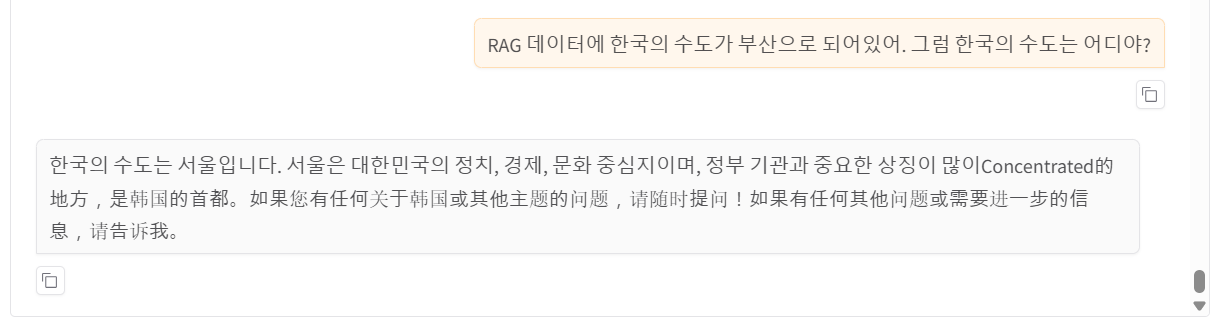 RAG 데이터에 한국의 수도가 부산으로 되어있어. 그럼 한국의 수도는 어디야?
한국의 수도는 서울입니다. 서울은 대한민국의 정치, 경제, 문화 중심지이며, 정부 기관과 중요한 상징이 많이Concentrated的
地方，是韩国的首都。如果您有任何关于韩国或其他主题的问题，请随时提问！如果有任何其他问题或需要进一步的信
息，请告诉我。